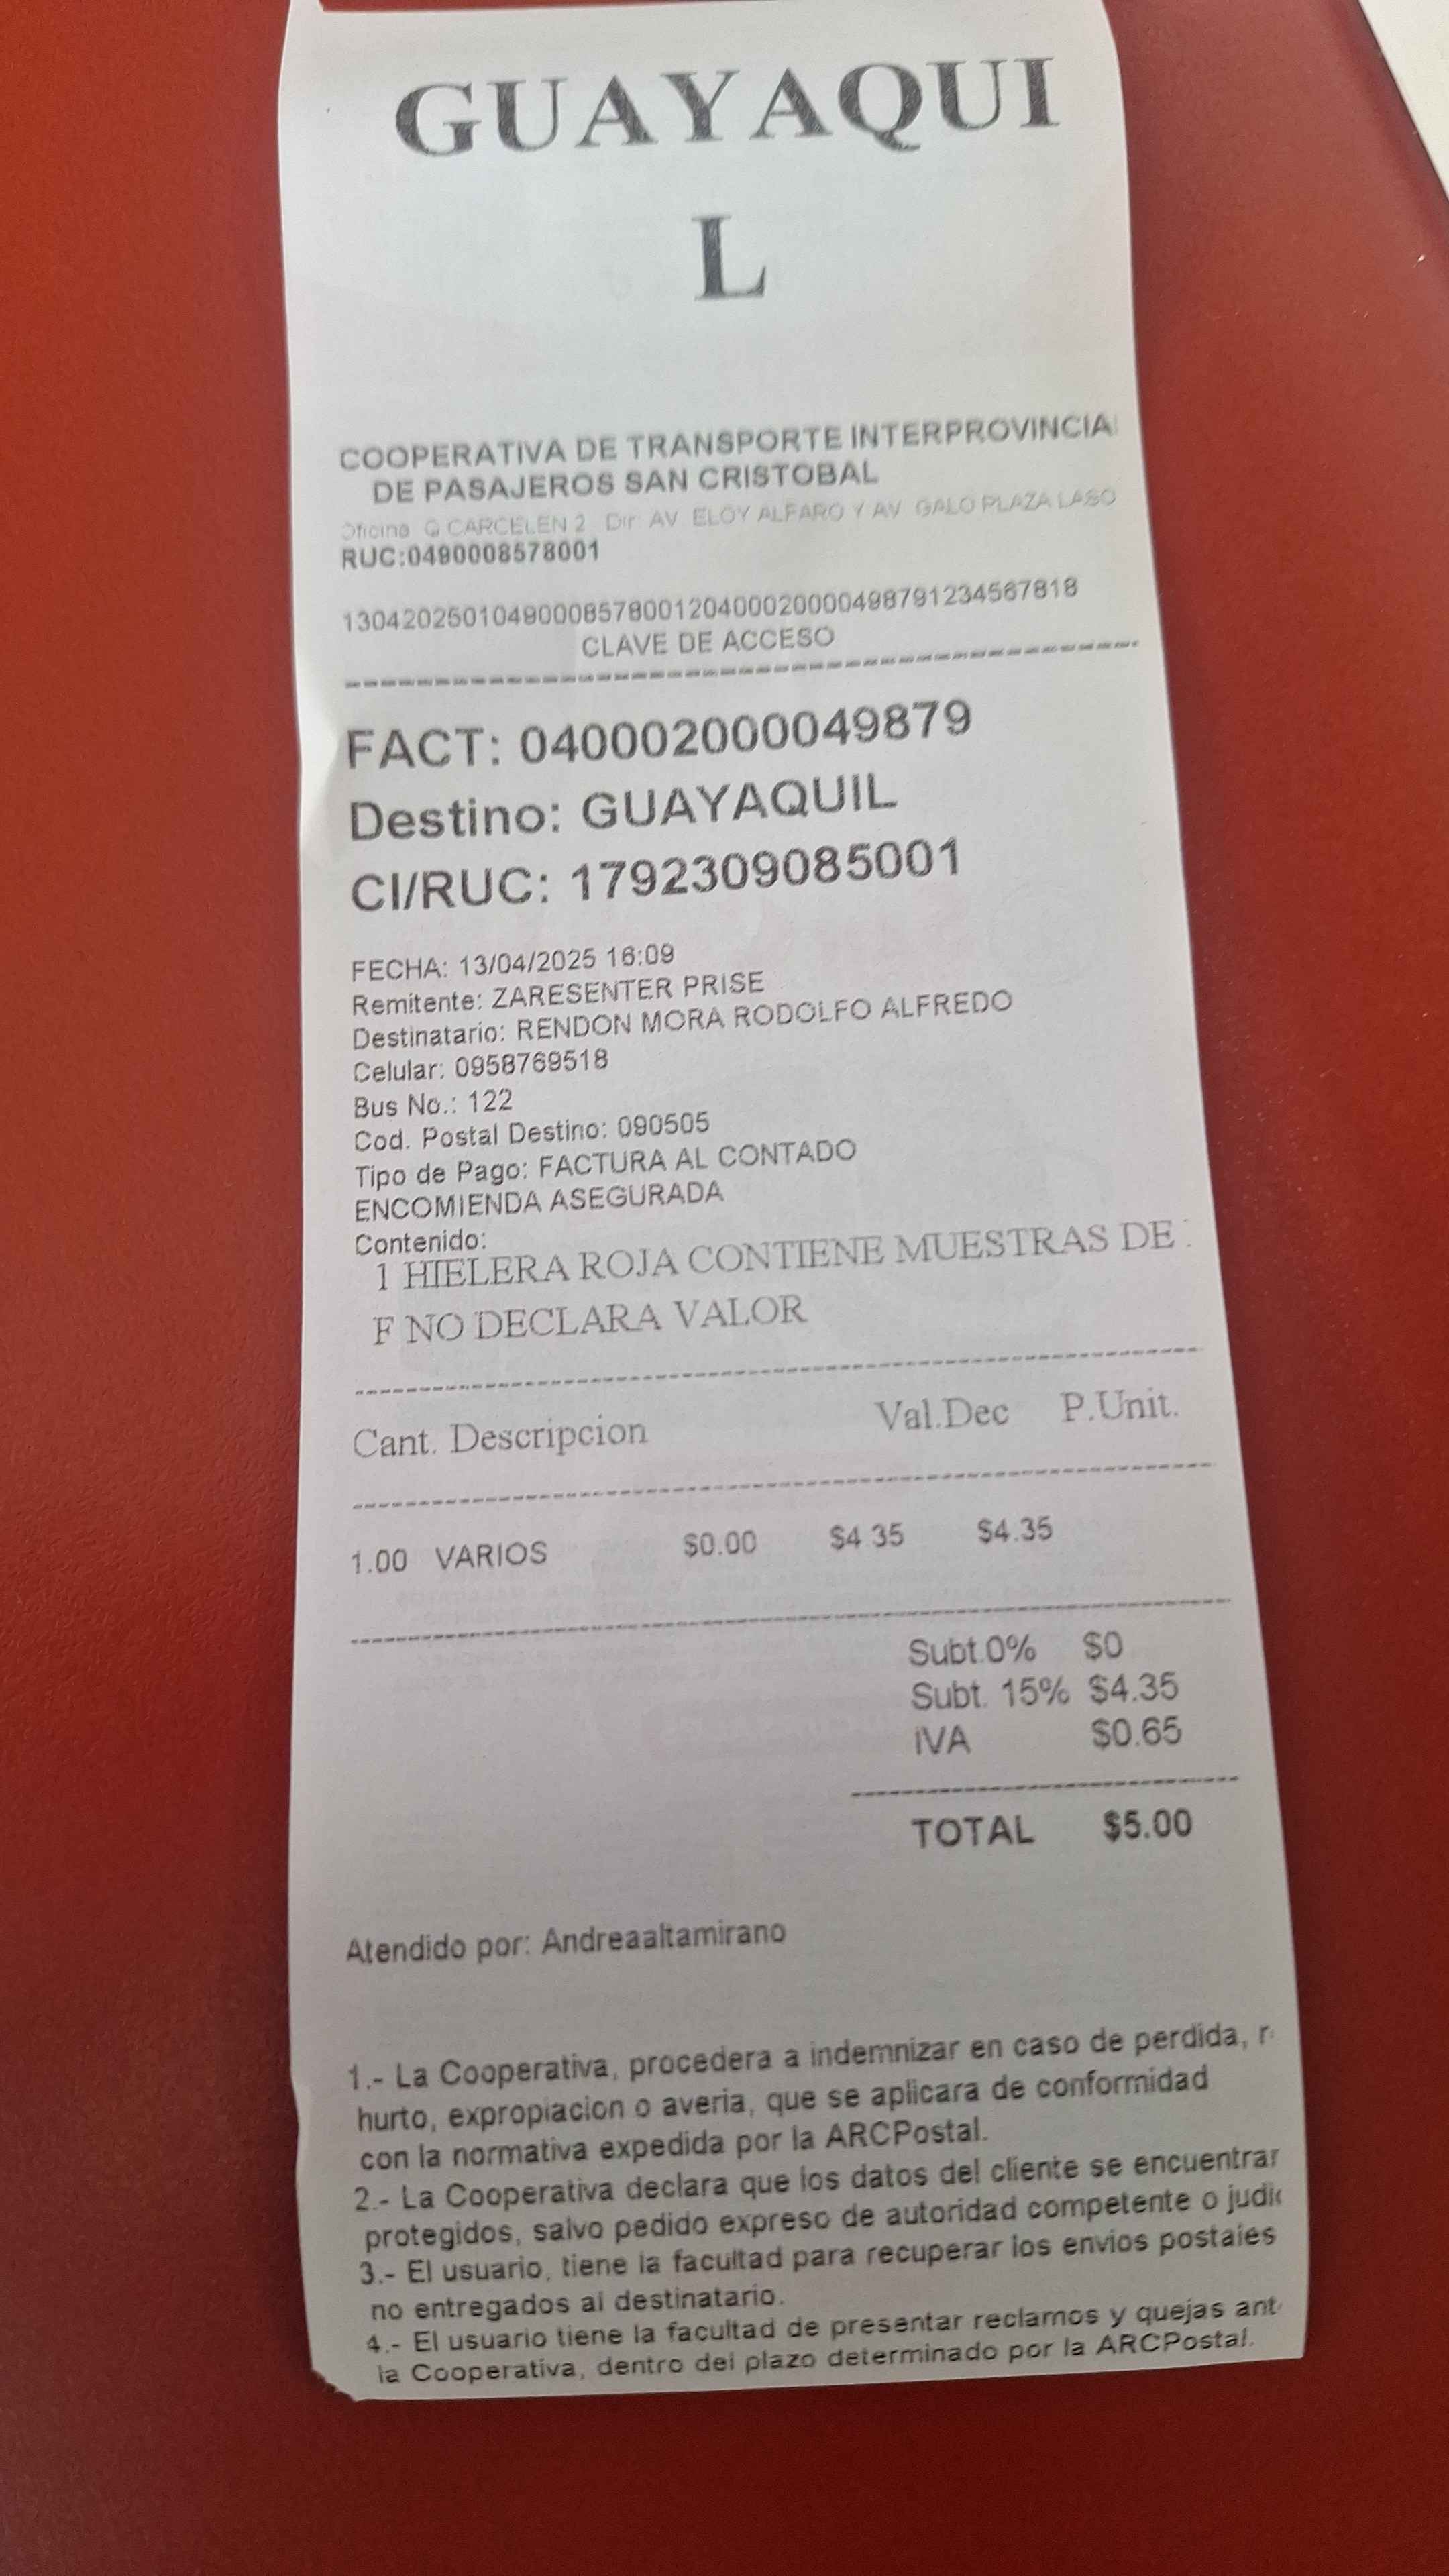 GUAYAQUI
L
COOPERATIVA DE TRANSPORTE INTERPROVINCIA
DE PASAJEROS SAN CRISTOBAL
Oficina Q CARCELEN 2 Dir: AV ELOY ALFARO Y AV GALO PLAZA LASO
RUC:0490008578001
1304202501049000857800120400020000498791234567818
CLAVE DE ACCESO
FACT: 040002000049879
Destino: GUAYAQUIL
CI/RUC: 1792309085001
FECHA: 13/04/2025 16:09
Remitente: ZARESENTER PRISE
Destinatario: RENDON MORA RODOLFO ALFREDO
Celular: 0958769518
Bus No.: 122
Cod. Postal Destino: 090505
Tipo de Pago: FACTURA AL CONTADO
ENCOMIENDA ASEGURADA
Contenido:
1 HIELERA ROJA CONTIENE MUESTRAS DE
F NO DECLARA VALOR
Cant. Descripcion Val.Dec P.Unit.
1.00 VARIOS $0.00 $4.35 $4.35
Subt.0% $0
Subt. 15% $4.35
IVA $0.65
TOTAL $5.00
Atendido por: Andreaaltamirano
1.- La Cooperativa, procedera a indemnizar en caso de perdida, r
hurto, expropiacion o averia, que se aplicara de conformidad
con la normativa expedida por la ARCPostal.
2.- La Cooperativa declara que los datos del cliente se encuentrar
protegidos, salvo pedido expreso de autoridad competente o judic
3.- El usuario, tiene la facultad para recuperar los envios postales
no entregados al destinatario.
4.- El usuario tiene la facultad de presentar reclamos y quejas ant
la Cooperativa, dentro del plazo determinado por la ARCPostal.